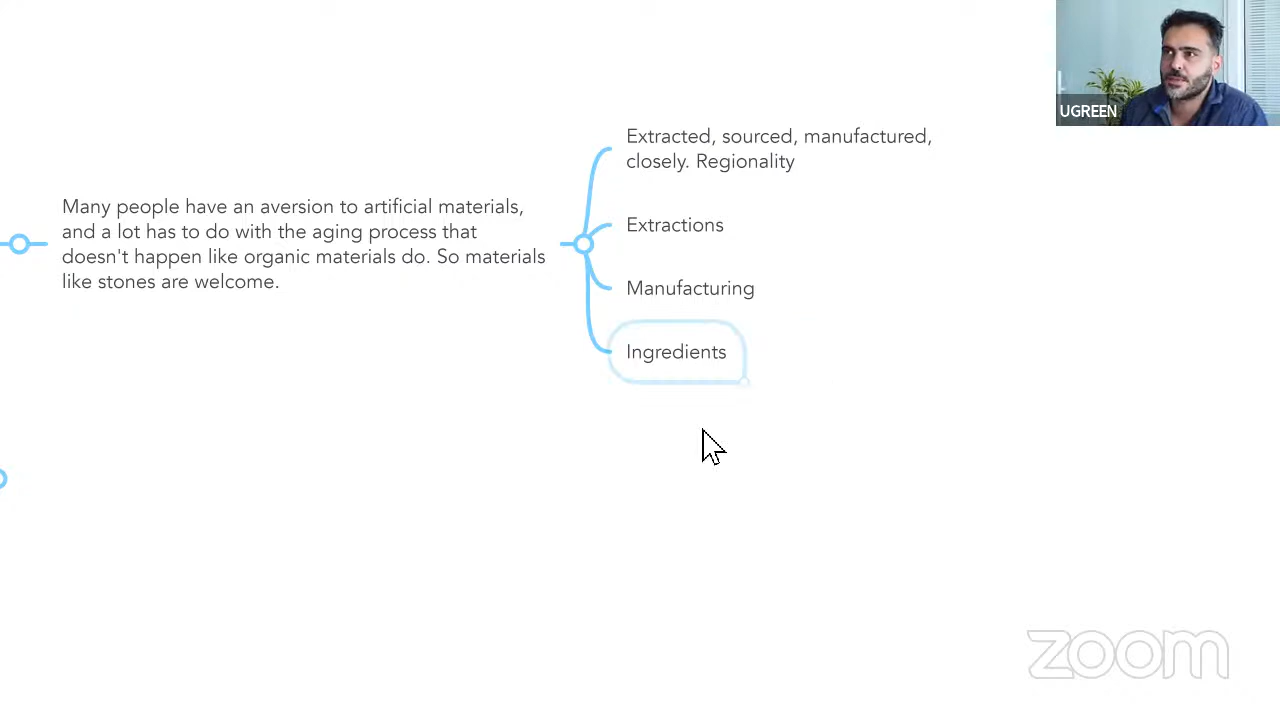 UGREEN
Extracted, sourced, manufactured,
closely. Regionality
Many people have an aversion to artificial materials,
and a lot has to do with the aging process that
doesn't happen like organic materials do. So materials
like stones are welcome.
Extractions
Manufacturing
Ingredients
zoom